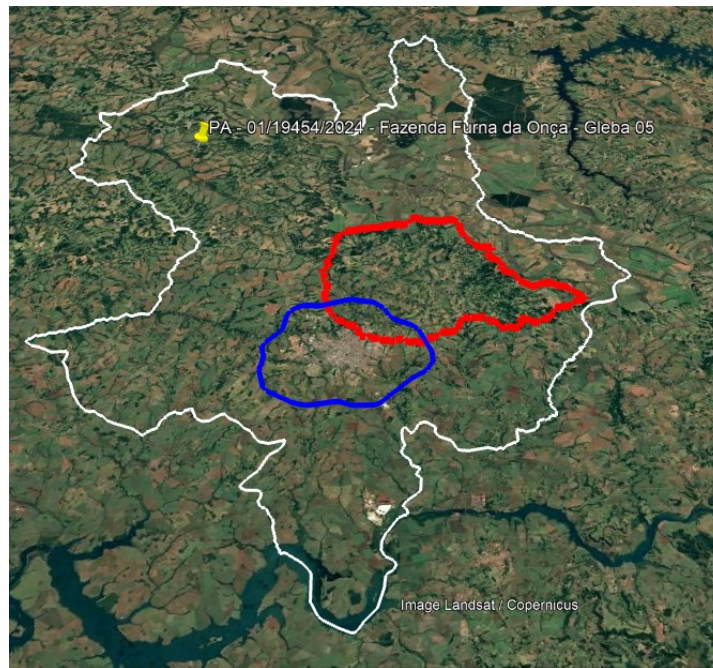 PA - 01/19454/2024 - Fazenda Furna da Onça - Gleba 05
Image Landsat / Copernicus